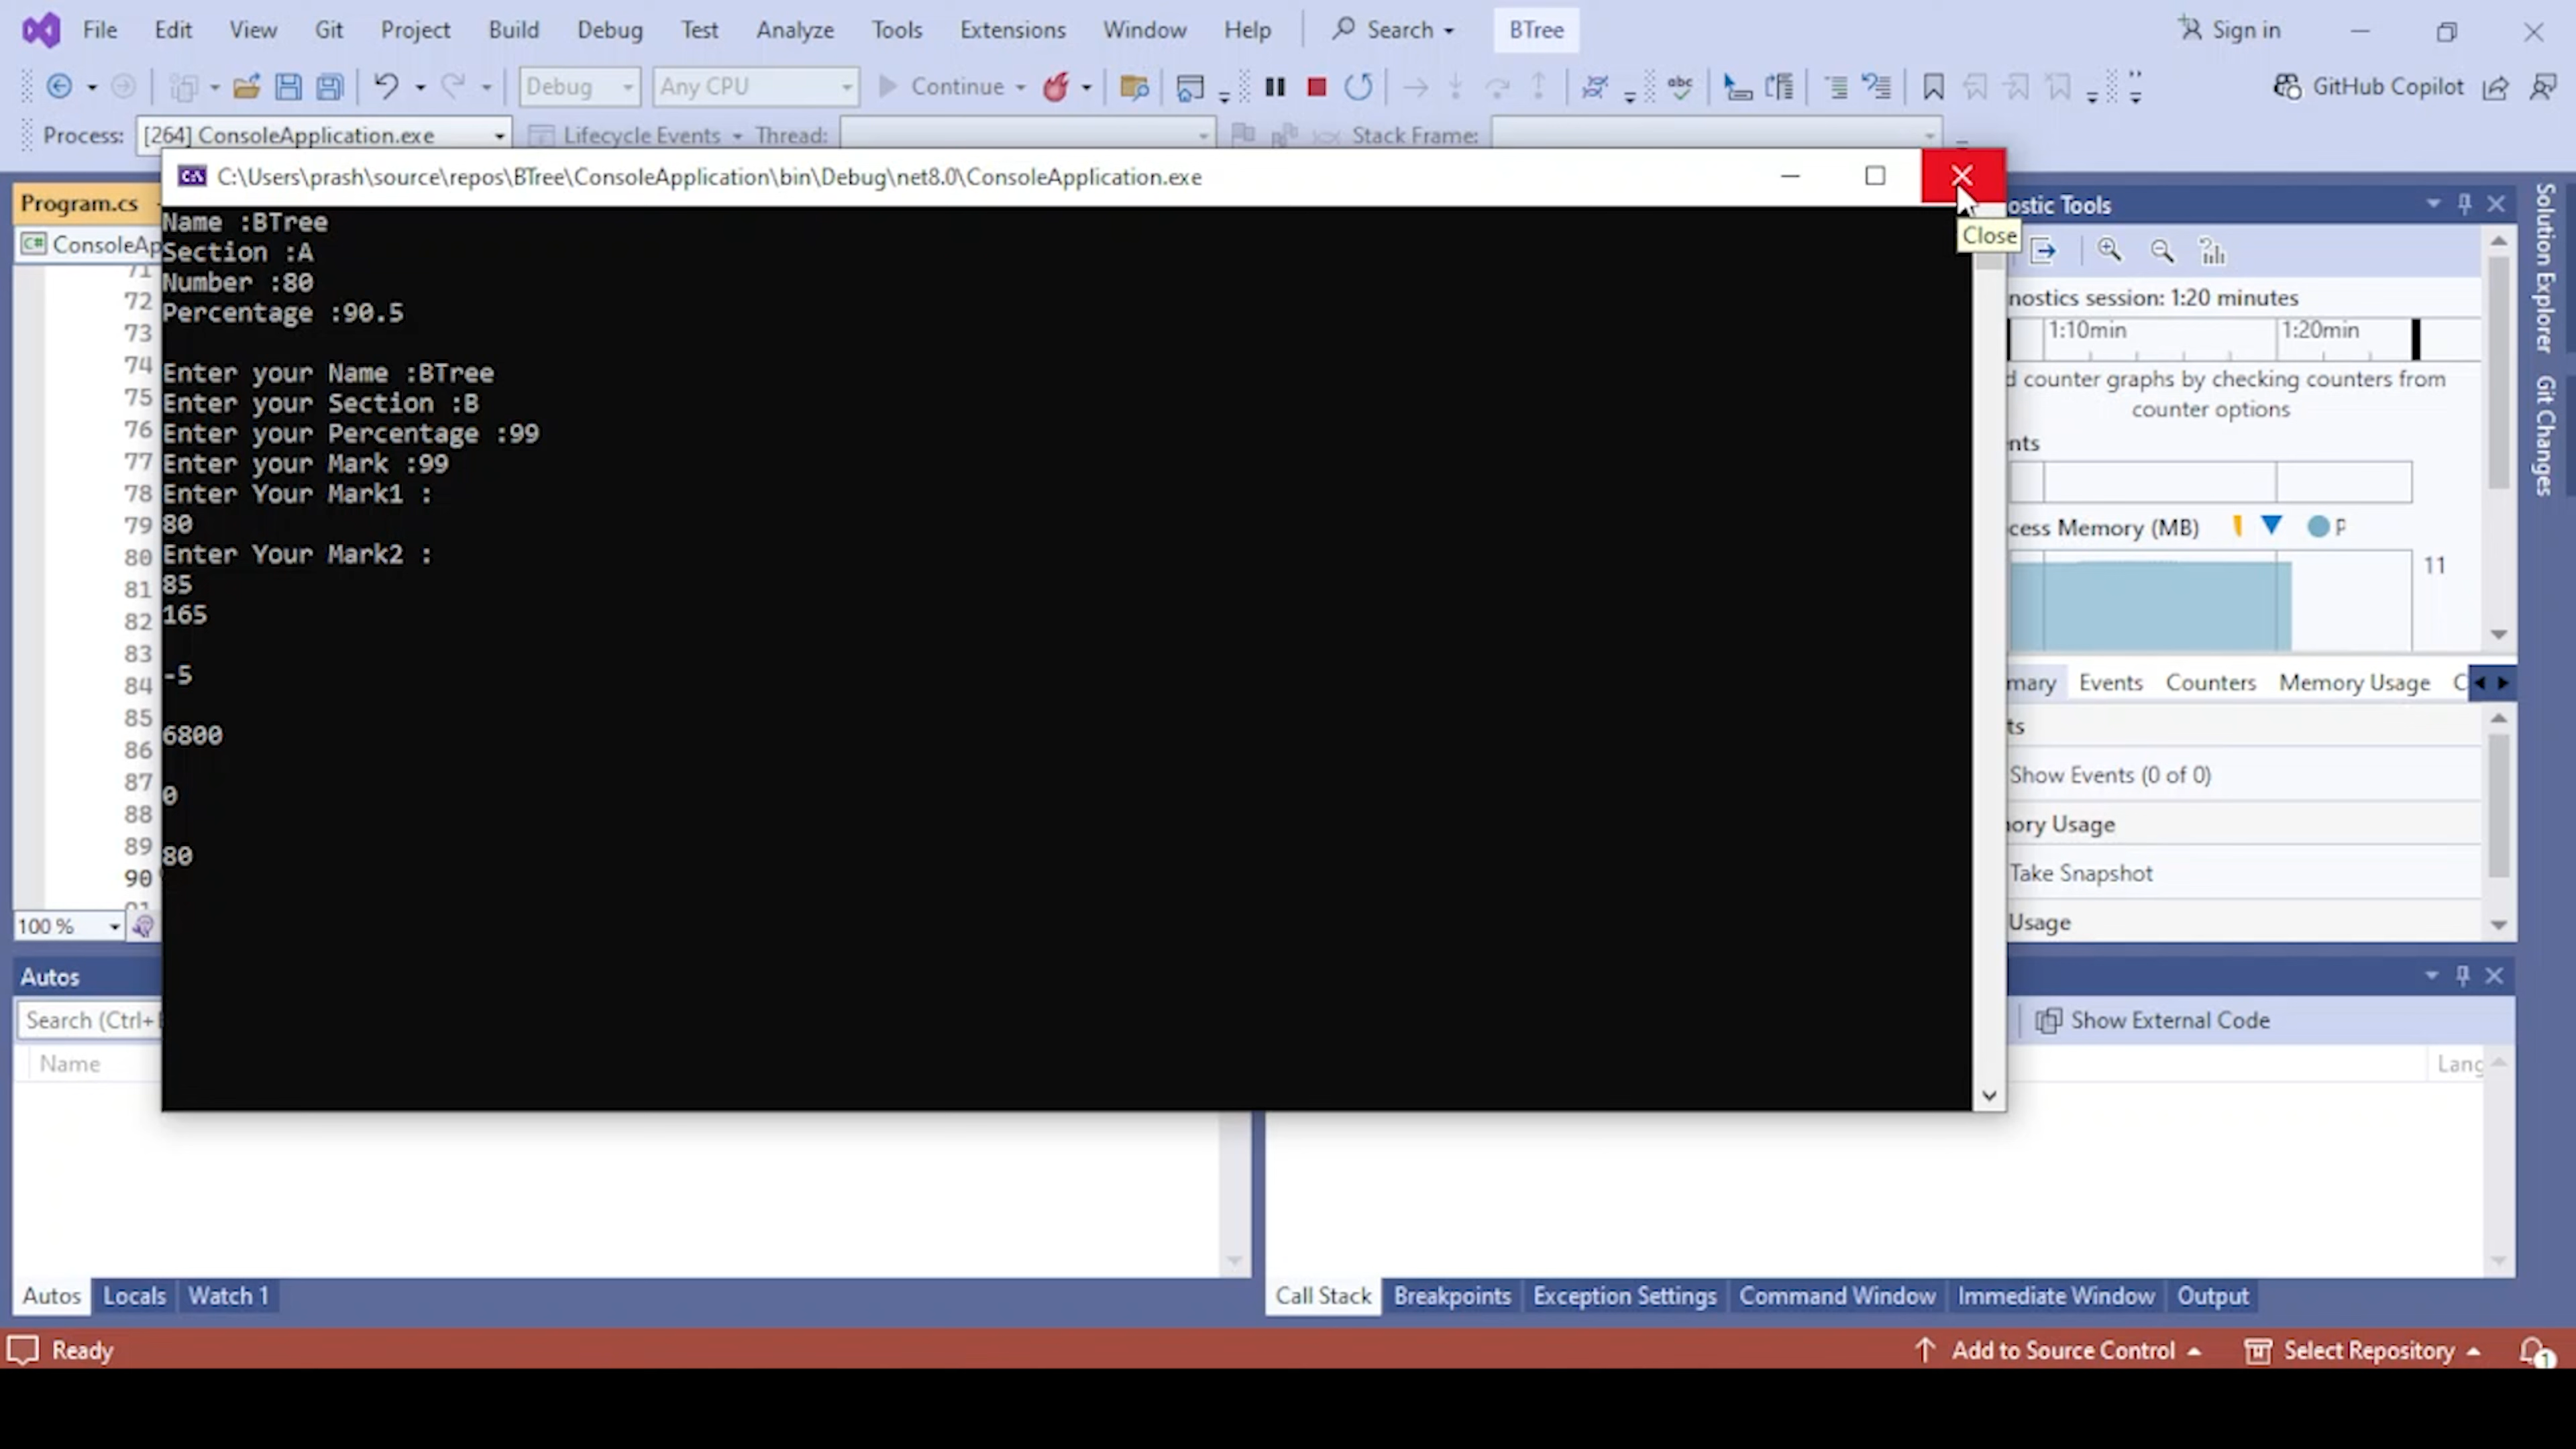 File Edit View Git Project Build Debug Test Analyze Tools Extensions Window Help Search BTree Sign in
Debug Any CPU Continue abc GitHub Copilot
Process: [264] ConsoleApplication.exe Lifecycle Events Thread: Stack Frame:
C:\Users\prash\source\repos\BTree\ConsoleApplication\bin\Debug\net8.0\ConsoleApplication.exe
Close
Program.cs
C# ConsoleAp
71
72
73
74
75
76
77
78
79
80
81
82
83
84
85
86
87
88
89
90
91
100 %
Name :BTree
Section :A
Number :80
Percentage :90.5
Enter your Name :BTree
Enter your Section :B
Enter your Percentage :99
Enter your Mark :99
Enter Your Mark1 :
80
Enter Your Mark2 :
85
165
-5
6800
0
80
ostic Tools
nostics session: 1:20 minutes
1:10min 1:20min
d counter graphs by checking counters from
counter options
nts
cess Memory (MB) P
11
mary Events Counters Memory Usage C
ts
Show Events (0 of 0)
ory Usage
Take Snapshot
Usage
Solution Explorer
Git Changes
Autos
Search (Ctrl+
Name
Show External Code
Lang
Autos Locals Watch 1
Call Stack Breakpoints Exception Settings Command Window Immediate Window Output
Ready Add to Source Control Select Repository 1